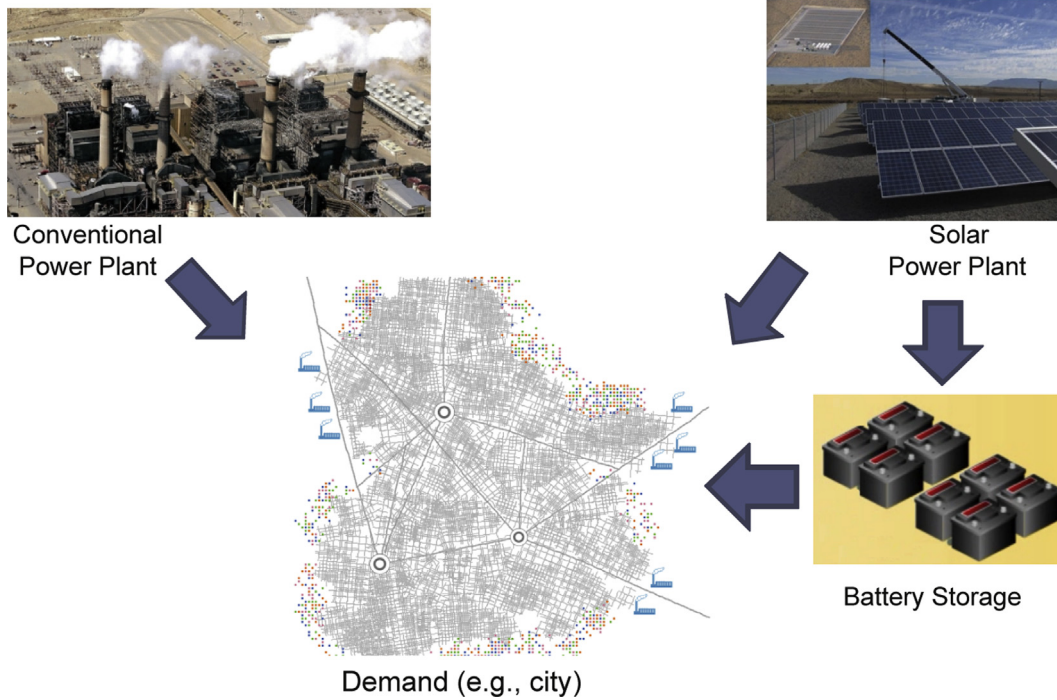 Conventional
Power Plant
Solar
Power Plant
Battery Storage
Demand (e.g., city)